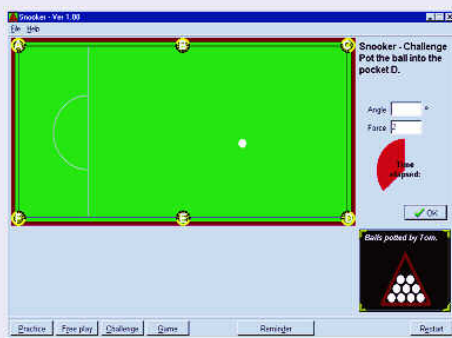 Snooker - Ver 1.00
File Help
A B C
Snooker - Challenge
Pot the ball into the
pocket D.
Angle °
Force 2
Time
elapsed:
OK
F E D
Balls potted by Tom.
Practice Free play Challenge Game Reminder Restart